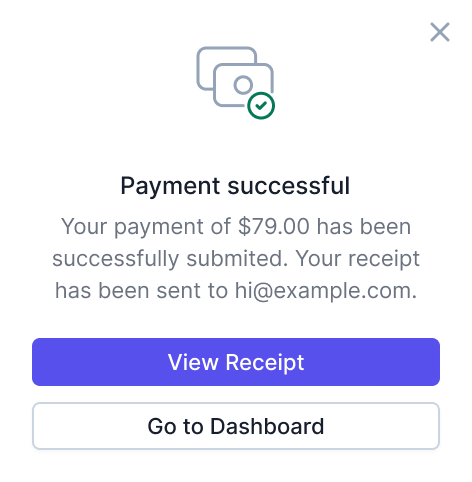 Payment successful
Your payment of $79.00 has been
successfully submited. Your receipt
has been sent to hi@example.com.
View Receipt
Go to Dashboard